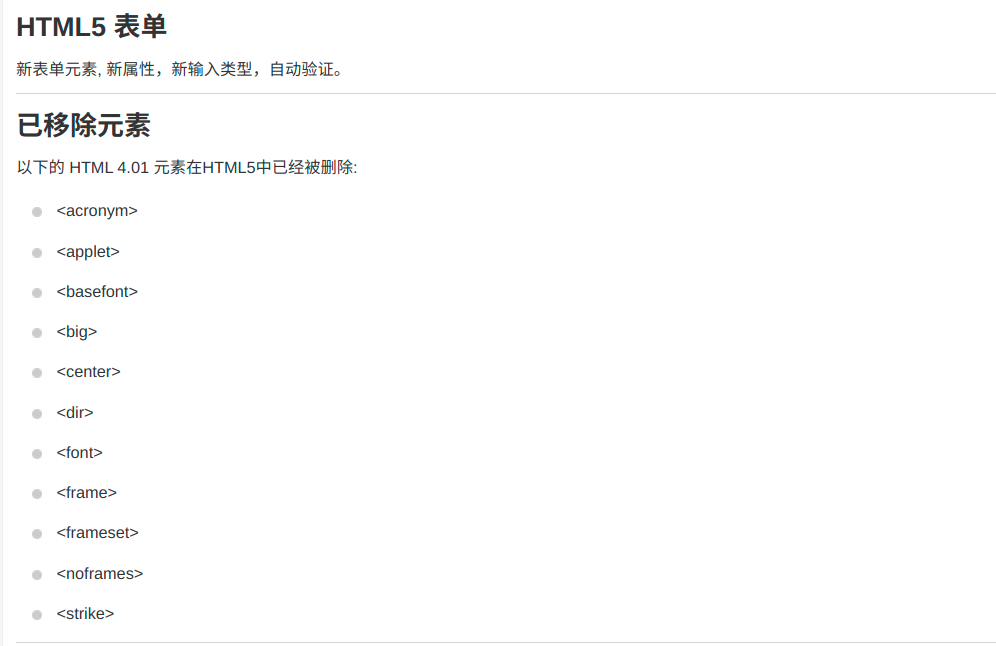 HTML5 表单
新表单元素, 新属性，新输入类型，自动验证。
已移除元素
以下的 HTML 4.01 元素在HTML5中已经被删除:
<acronym>
<applet>
<basefont>
<big>
<center>
<dir>
<font>
<frame>
<frameset>
<noframes>
<strike>